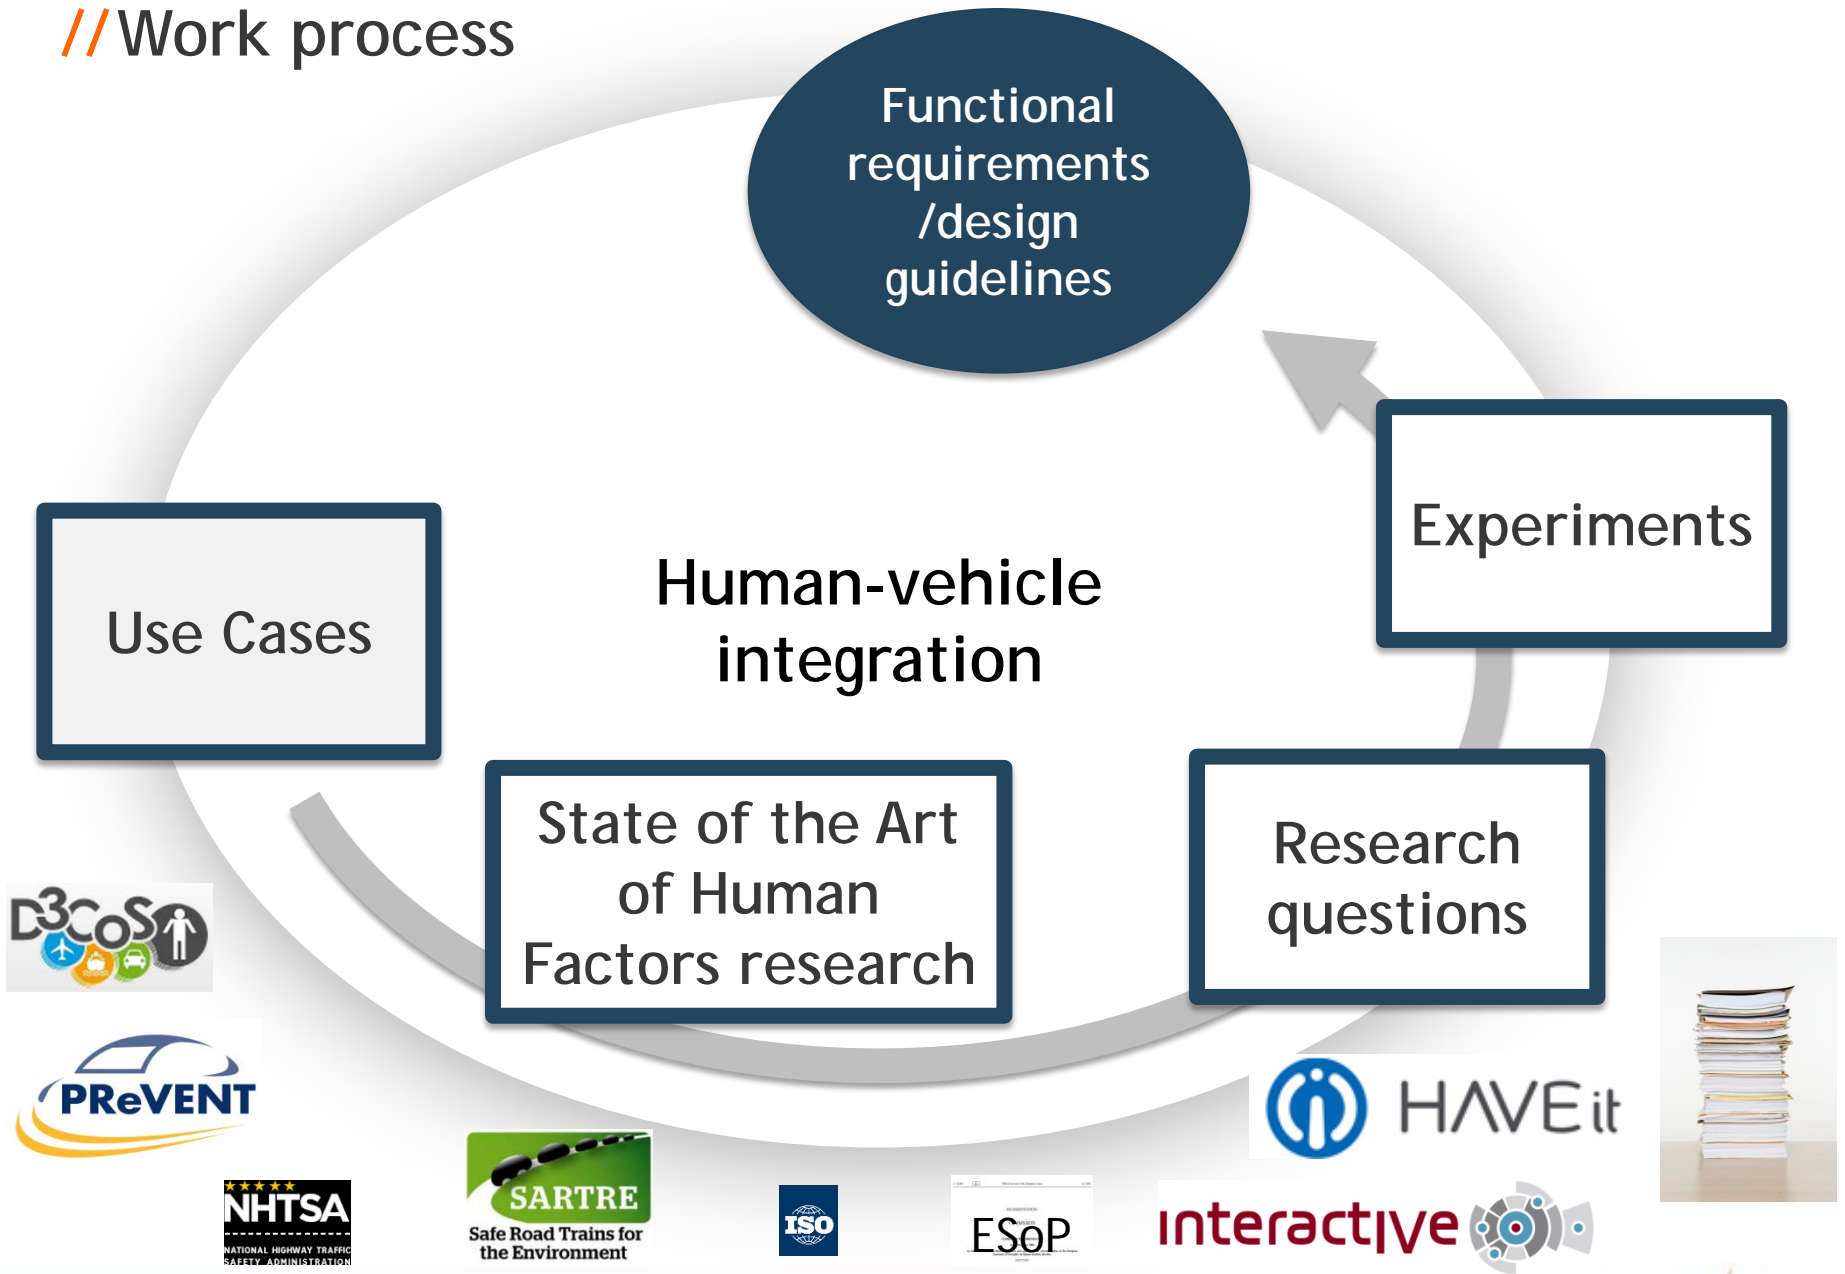 //Work process
Functional
requirements
/design
guidelines
Experiments
Use Cases
Human-vehicle
integration
State of the Art
of Human
Factors research
Research
questions
D3CoS
PReVENT
HAVEit
NHTSA
NATIONAL HIGHWAY TRAFFIC
SAFETY ADMINISTRATION
SARTRE
Safe Road Trains for
the Environment
ISO
ESoP
interactIve